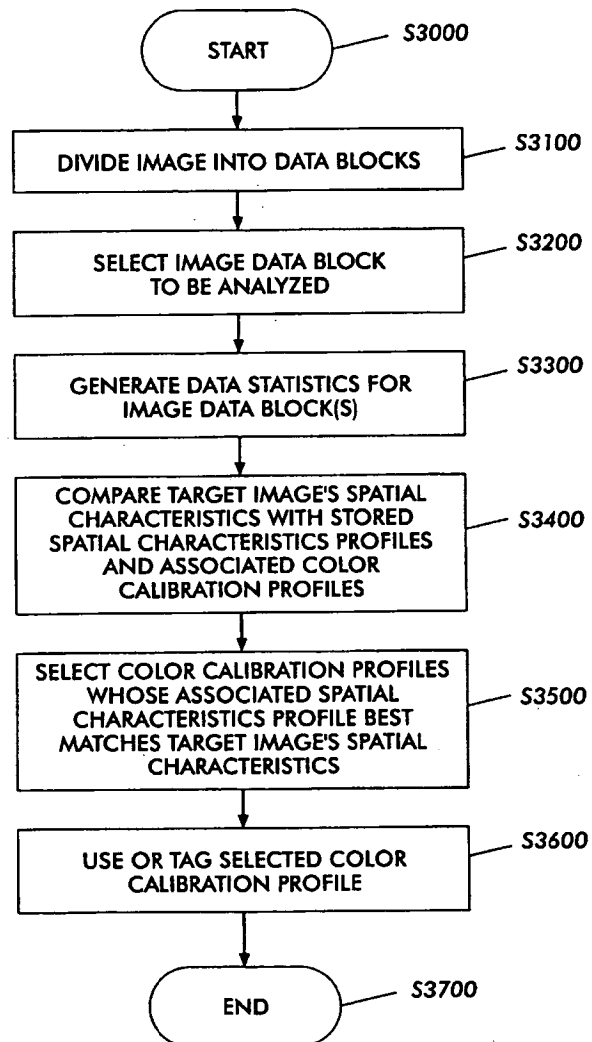 START
S3000
DIVIDE IMAGE INTO DATA BLOCKS
S3100
SELECT IMAGE DATA BLOCK
TO BE ANALYZED
S3200
GENERATE DATA STATISTICS FOR
IMAGE DATA BLOCK(S)
S3300
COMPARE TARGET IMAGE'S SPATIAL
CHARACTERISTICS WITH STORED
SPATIAL CHARACTERISTICS PROFILES
AND ASSOCIATED COLOR
CALIBRATION PROFILES
S3400
SELECT COLOR CALIBRATION PROFILES
WHOSE ASSOCIATED SPATIAL
CHARACTERISTICS PROFILE BEST
MATCHES TARGET IMAGE'S SPATIAL
CHARACTERISTICS
S3500
USE OR TAG SELECTED COLOR
CALIBRATION PROFILE
S3600
END
S3700